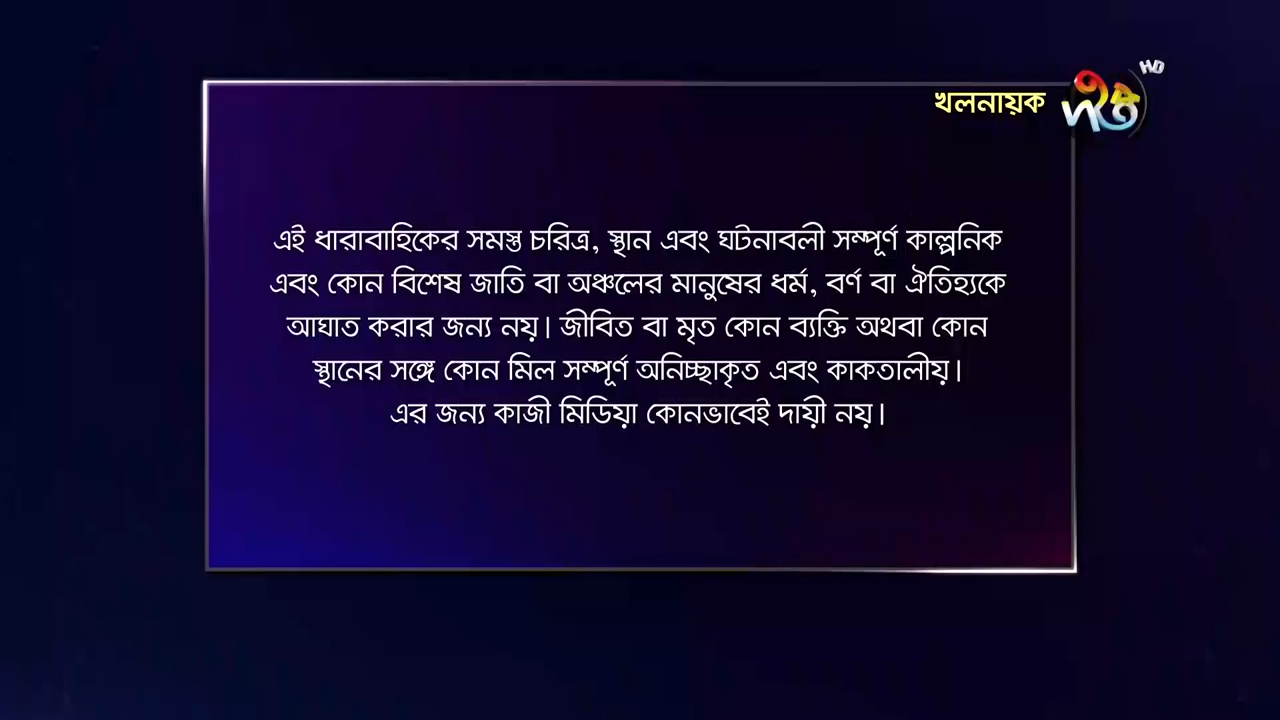 খলনায়ক
দীপ্ত
HD
এই ধারাবাহিকের সমস্ত চরিত্র, স্থান এবং ঘটনাবলী সম্পূর্ণ কাল্পনিক
এবং কোন বিশেষ জাতি বা অঞ্চলের মানুষের ধর্ম, বর্ণ বা ঐতিহ্যকে
আঘাত করার জন্য নয়। জীবিত বা মৃত কোন ব্যক্তি অথবা কোন
স্থানের সঙ্গে কোন মিল সম্পূর্ণ অনিচ্ছাকৃত এবং কাকতালীয়।
এর জন্য কাজী মিডিয়া কোনভাবেই দায়ী নয়।